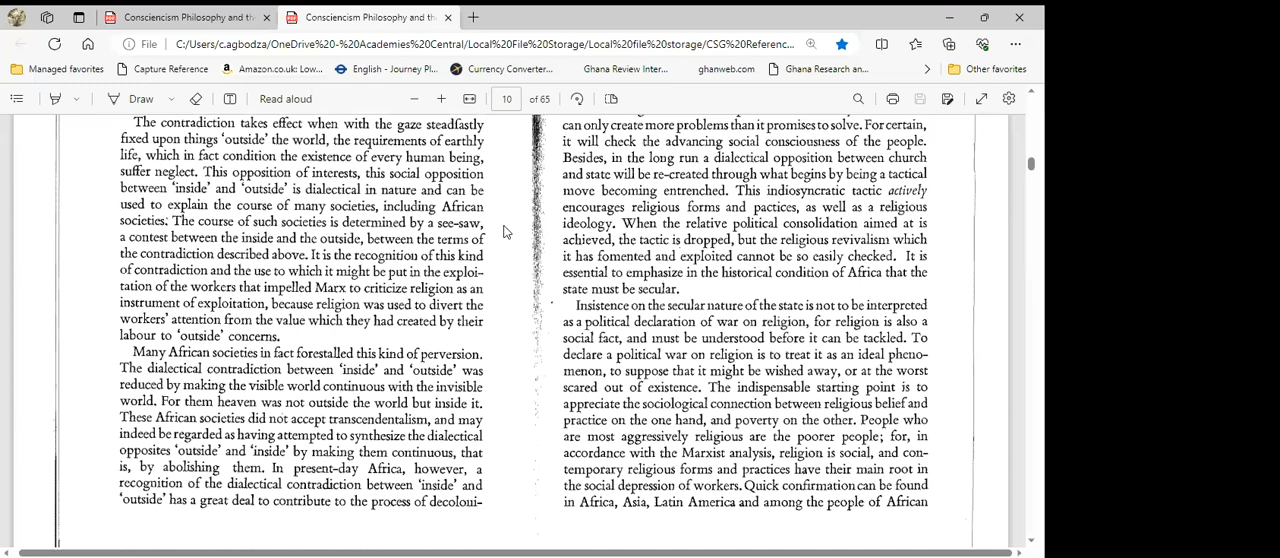 Consciencism Philosophy and the
Consciencism Philosophy and the
File
C:/Users/c.agbodza/OneDrive%20-%20Academies%20Central/Local%20File%20Storage/Local%20file%20storage/CSG%20Referenc...
Managed favorites
Capture Reference
Amazon.co.uk: Low...
English - Journey Pl...
Currency Converter...
Ghana Review Inter...
ghanweb.com
Ghana Research an...
Other favorites
Draw
Read aloud
10
of 65
The contradiction takes effect when with the gaze steadfastly
fixed upon things 'outside' the world, the requirements of earthly
life, which in fact condition the existence of every human being,
suffer neglect. This opposition of interests, this social opposition
between 'inside' and 'outside' is dialectical in nature and can be
used to explain the course of many societies, including African
societies. The course of such societies is determined by a see-saw,
a contest between the inside and the outside, between the terms of
the contradiction described above. It is the recognition of this kind
of contradiction and the use to which it might be put in the exploi-
tation of the workers that impelled Marx to criticize religion as an
instrument of exploitation, because religion was used to divert the
workers' attention from the value which they had created by their
labour to 'outside' concerns.
Many African societies in fact forestalled this kind of perversion.
The dialectical contradiction between 'inside' and 'outside' was
reduced by making the visible world continuous with the invisible
world. For them heaven was not outside the world but inside it.
These African societies did not accept transcendentalism, and may
indeed be regarded as having attempted to synthesize the dialectical
opposites 'outside' and 'inside' by making them continuous, that
is, by abolishing them. In present-day Africa, however, a
recognition of the dialectical contradiction between 'inside' and
'outside' has a great deal to contribute to the process of decoloni-
can only create more problems than it promises to solve. For certain,
it will check the advancing social consciousness of the people.
Besides, in the long run a dialectical opposition between church
and state will be re-created through what begins by being a tactical
move becoming entrenched. This indiosyncratic tactic actively
encourages religious forms and pactices, as well as a religious
ideology. When the relative political consolidation aimed at is
achieved, the tactic is dropped, but the religious revivalism which
it has fomented and exploited cannot be so easily checked. It is
essential to emphasize in the historical condition of Africa that the
state must be secular.
Insistence on the secular nature of the state is not to be interpreted
as a political declaration of war on religion, for religion is also a
social fact, and must be understood before it can be tackled. To
declare a political war on religion is to treat it as an ideal pheno-
menon, to suppose that it might be wished away, or at the worst
scared out of existence. The indispensable starting point is to
appreciate the sociological connection between religious belief and
practice on the one hand, and poverty on the other. People who
are most aggressively religious are the poorer people; for, in
accordance with the Marxist analysis, religion is social, and con-
temporary religious forms and practices have their main root in
the social depression of workers. Quick confirmation can be found
in Africa, Asia, Latin America and among the people of African